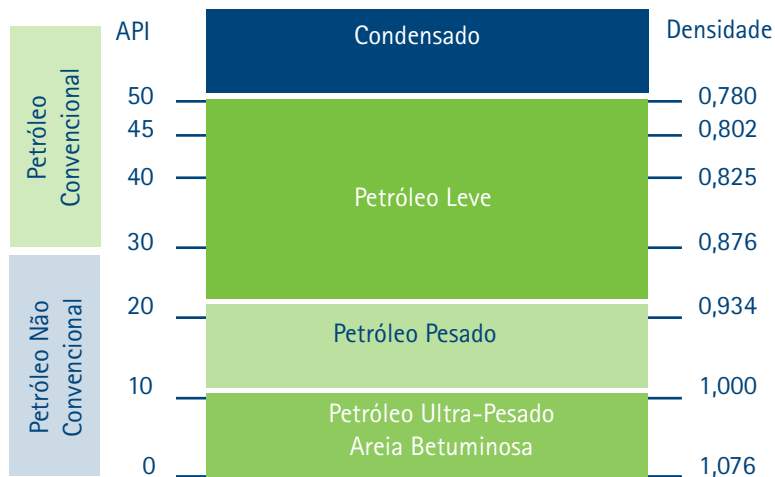 API
Condensado
Densidade
Petróleo
Convencional
50
0,780
45
0,802
40
0,825
Petróleo Leve
30
0,876
Petróleo Não
Convencional
20
0,934
Petróleo Pesado
10
1,000
Petróleo Ultra-Pesado
Areia Betuminosa
0
1,076